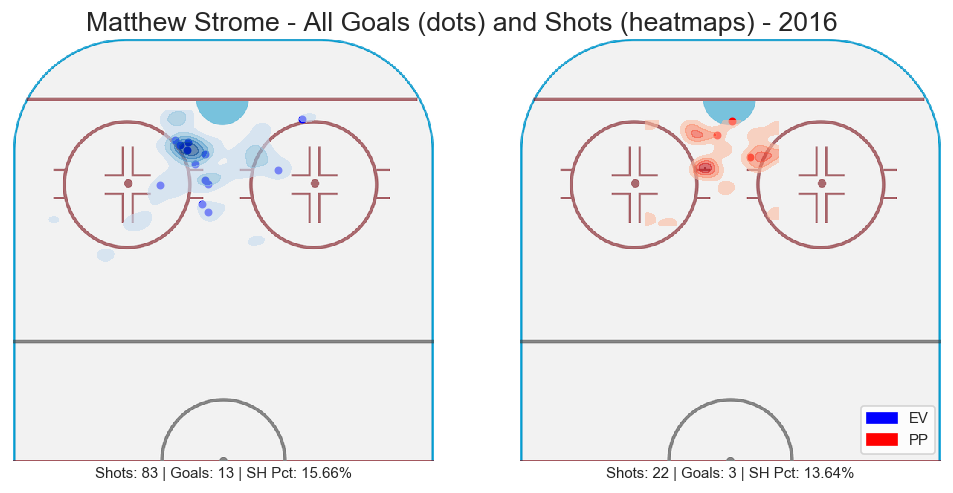 Matthew Strome - All Goals (dots) and Shots (heatmaps) - 2016
EV
PP
Shots: 83 | Goals: 13 | SH Pct: 15.66%
Shots: 22 | Goals: 3 | SH Pct: 13.64%